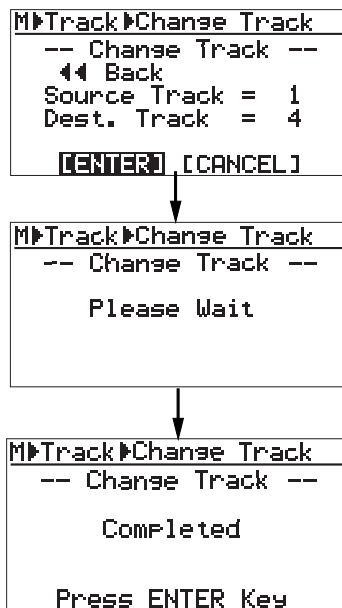 M▶Track▶Change Track
-- Change Track --
◀◀ Back
Source Track = 1
Dest. Track = 4
[ENTER] [CANCEL]
M▶Track▶Change Track
-- Change Track --
Please Wait
M▶Track▶Change Track
-- Change Track --
Completed
Press ENTER Key